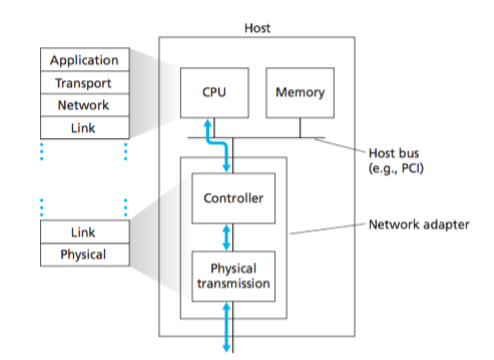 Host
Application
Transport
Network
Link
CPU
Memory
Host bus
(e.g., PCI)
Controller
Network adapter
Link
Physical
Physical
transmission